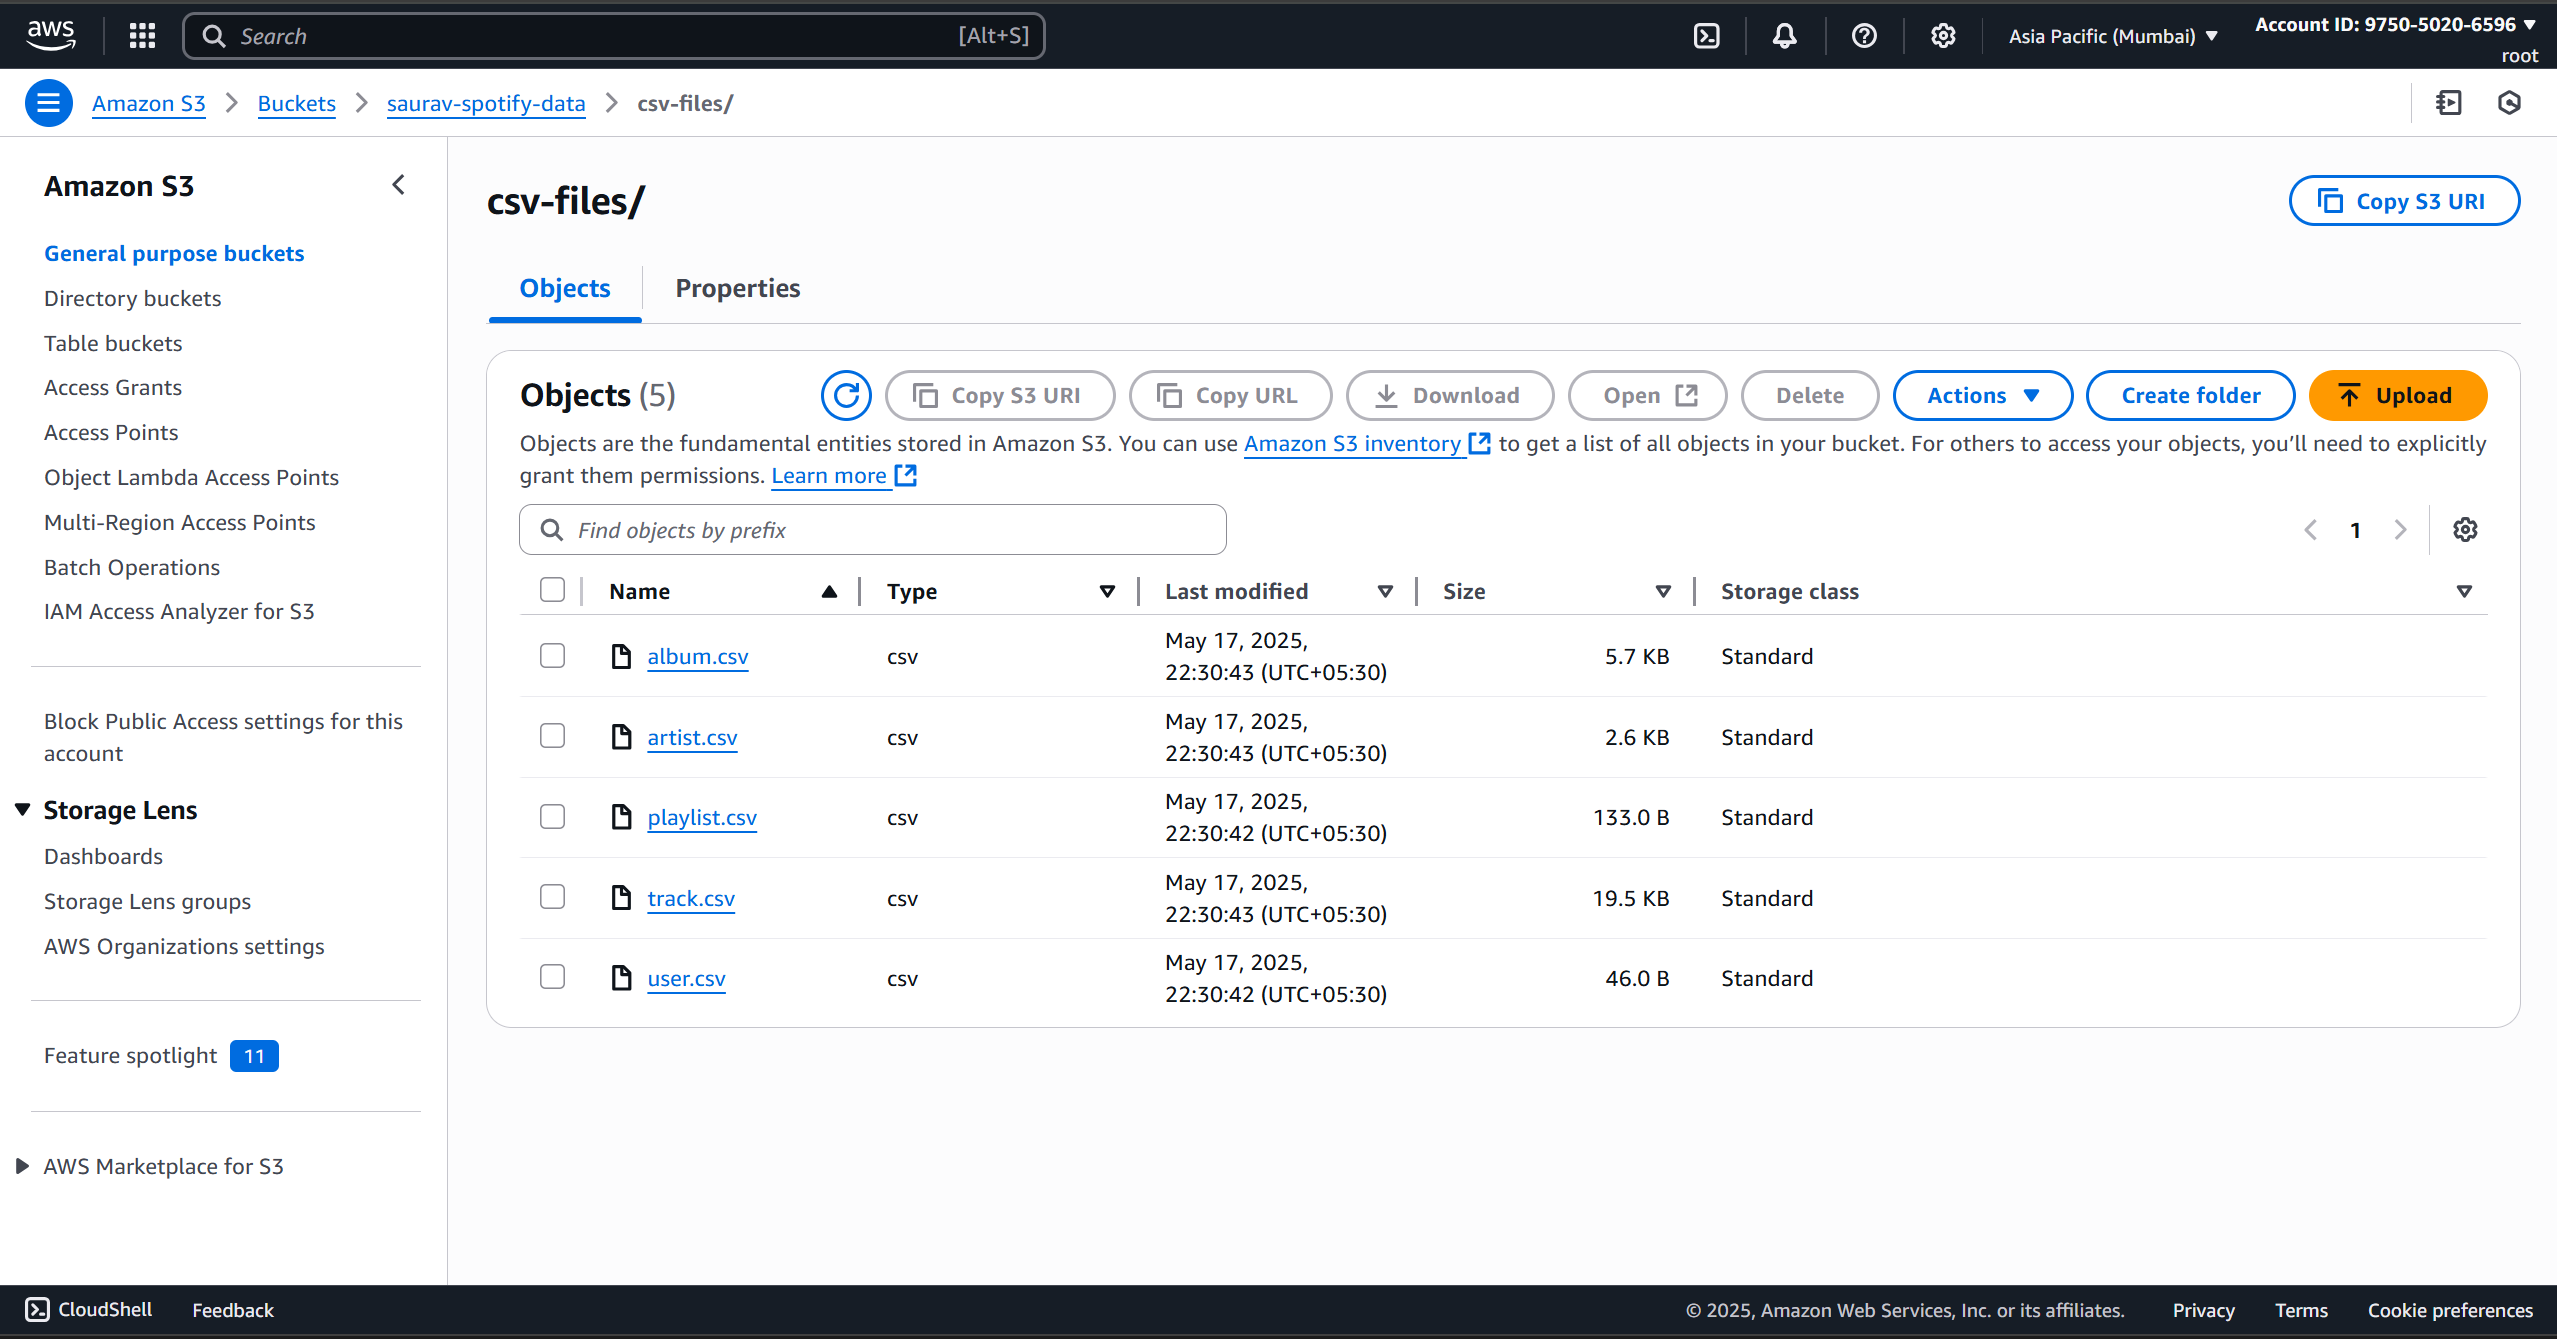 aws
Search
[Alt+S]
Asia Pacific (Mumbai)
Account ID: 9750-5020-6596
root
Amazon S3
Buckets
saurav-spotify-data
csv-files/
Amazon S3
General purpose buckets
Directory buckets
Table buckets
Access Grants
Access Points
Object Lambda Access Points
Multi-Region Access Points
Batch Operations
IAM Access Analyzer for S3
Block Public Access settings for this
account
Storage Lens
Dashboards
Storage Lens groups
AWS Organizations settings
Feature spotlight 11
AWS Marketplace for S3
csv-files/
Copy S3 URI
Objects
Properties
Objects (5)
Copy S3 URI
Copy URL
Download
Open
Delete
Actions
Create folder
Upload
Objects are the fundamental entities stored in Amazon S3. You can use Amazon S3 inventory to get a list of all objects in your bucket. For others to access your objects, you'll need to explicitly
grant them permissions. Learn more
Find objects by prefix
1
Name Type Last modified Size Storage class
album.csv csv May 17, 2025, 5.7 KB Standard
22:30:43 (UTC+05:30)
artist.csv csv May 17, 2025, 2.6 KB Standard
22:30:43 (UTC+05:30)
playlist.csv csv May 17, 2025, 133.0 B Standard
22:30:42 (UTC+05:30)
track.csv csv May 17, 2025, 19.5 KB Standard
22:30:43 (UTC+05:30)
user.csv csv May 17, 2025, 46.0 B Standard
22:30:42 (UTC+05:30)
CloudShell
Feedback
© 2025, Amazon Web Services, Inc. or its affiliates.
Privacy
Terms
Cookie preferences